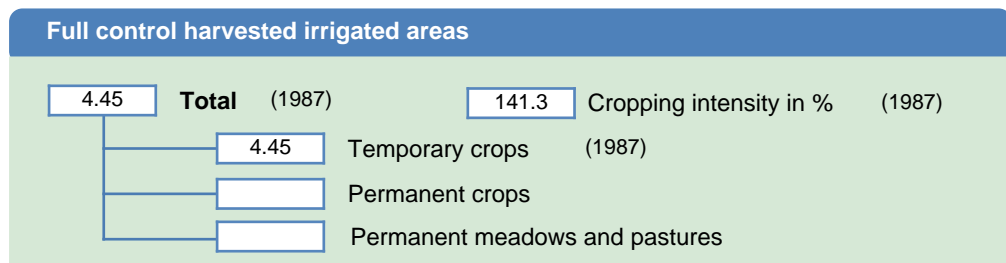 Full control harvested irrigated areas
4.45 Total (1987) 141.3 Cropping intensity in % (1987)
4.45 Temporary crops (1987)
Permanent crops
Permanent meadows and pastures